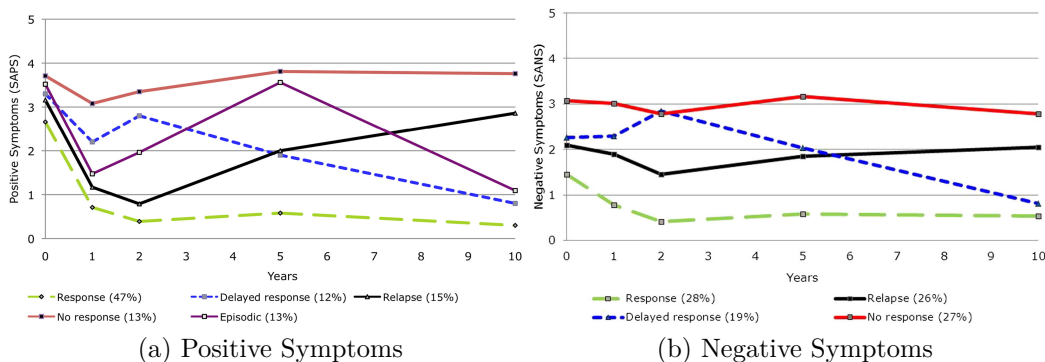 5
4
3
2
1
0
Positive Symptoms (SAPS)
0 1 2 3 4 5 6 7 8 9 10
Years
Response (47%) Delayed response (12%) Relapse (15%)
No response (13%) Episodic (13%)
(a) Positive Symptoms
5
4
3
2
1
0
Negative Symptoms (SANS)
0 1 2 3 4 5 6 7 8 9 10
Years
Response (28%) Relapse (26%)
Delayed response (19%) No response (27%)
(b) Negative Symptoms